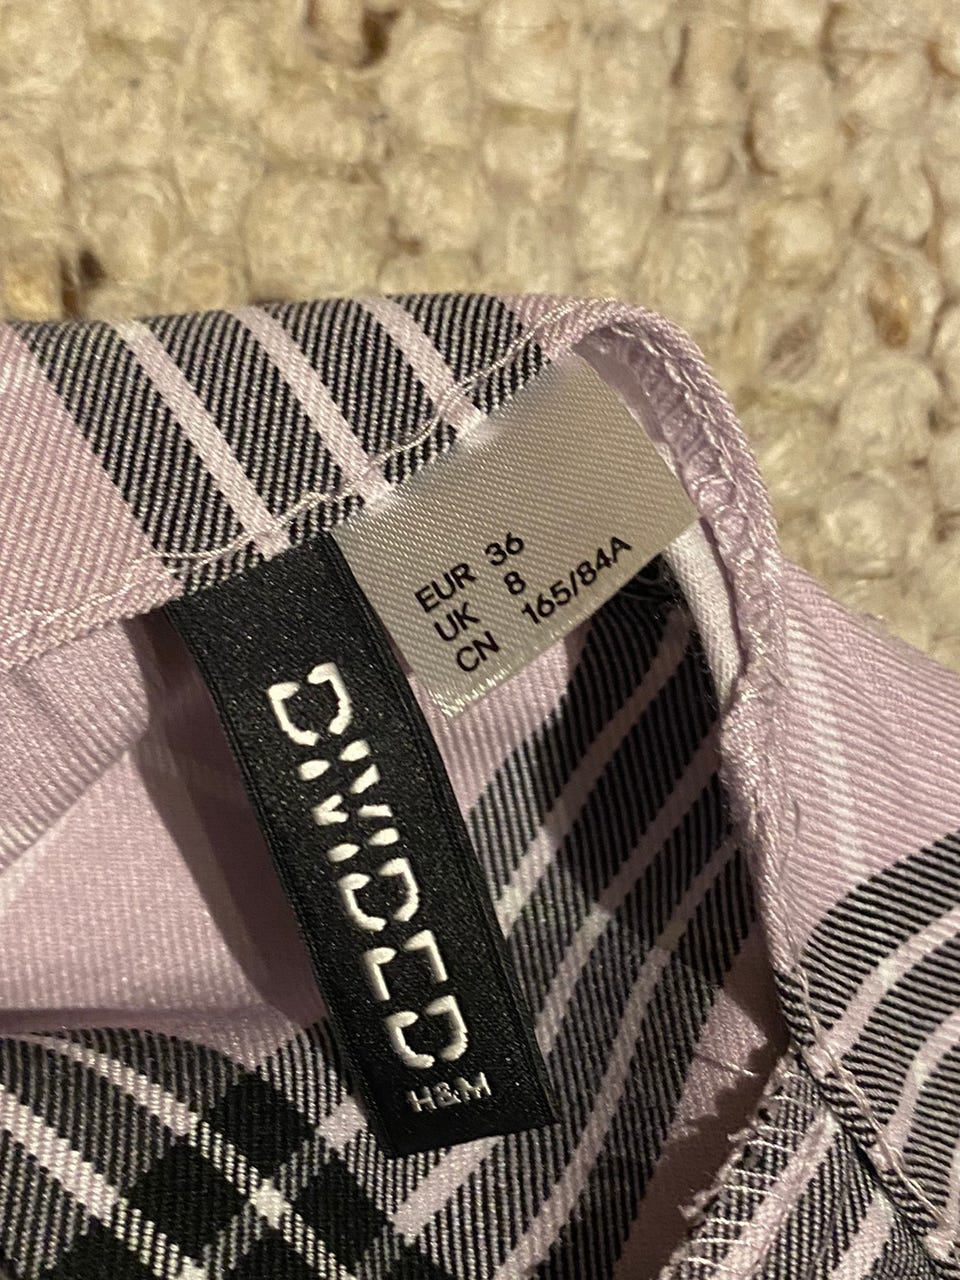 EUR 36
UK 8
CN 165/84A
DIVIDED
H&M